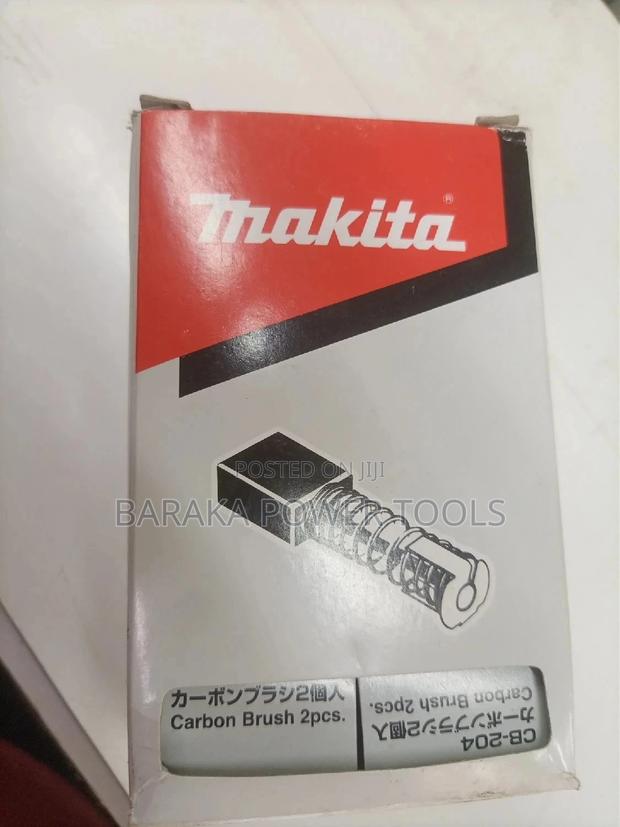 makita®
POSTED ON JIJI
BARAKA POWER TOOLS
カーボンブラシ2個入
Carbon Brush 2pcs.
CB-204
カーボンブラシ2個入
Carbon Brush 2pcs.